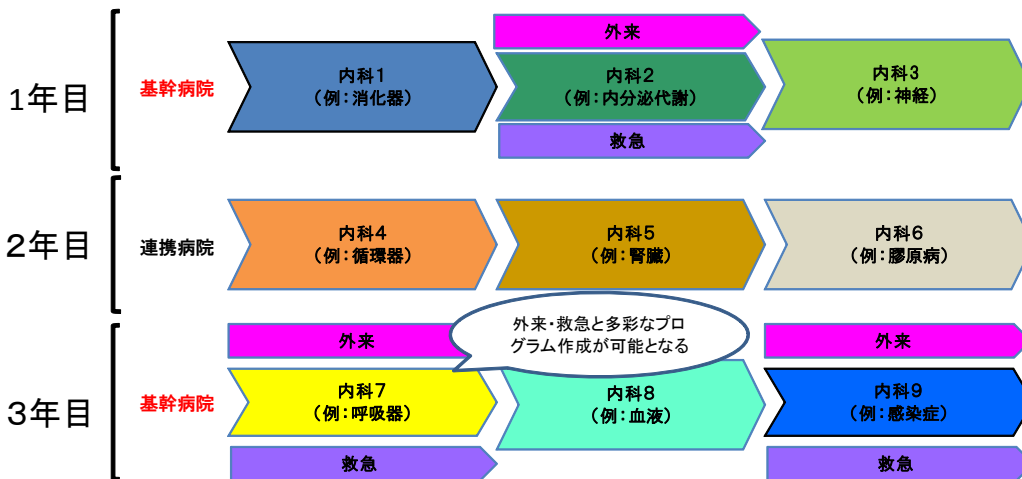 外来
1年目
基幹病院
内科1
(例:消化器)
内科2
(例:内分泌代謝)
内科3
(例:神経)
救急
2年目
連携病院
内科4
(例:循環器)
内科5
(例:腎臓)
内科6
(例:膠原病)
外来・救急と多彩なプロ
グラム作成が可能となる
外来
外来
3年目
基幹病院
内科7
(例:呼吸器)
内科8
(例:血液)
内科9
(例:感染症)
救急
救急